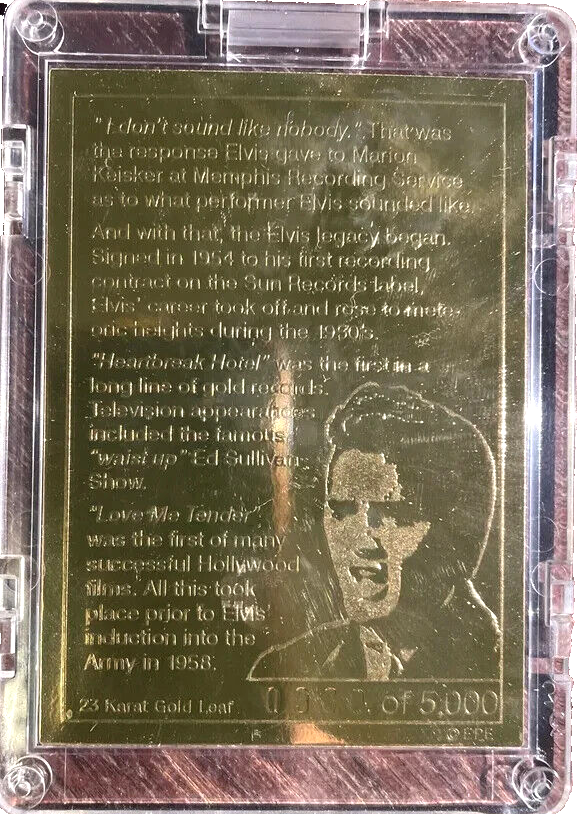 "I don't sound like nobody." That was
the response Elvis gave to Marion
Keisker at Memphis Recording Service
as to what performer Elvis sounded like.
And with that, the Elvis legacy began.
Signed in 1954 to his first recording
contract on the Sun Records label,
Elvis' career took off and rose to mete-
oric heights during the 1950's.
"Heartbreak Hotel" was the first in a
long line of gold records.
Television appearances
included the famous
"waist up" Ed Sullivan
Show.
"Love Me Tender"
was the first of many
successful Hollywood
films. All this took
place prior to Elvis'
induction into the
Army in 1958.
23 Karat Gold Leaf
of 5,000
© EPE